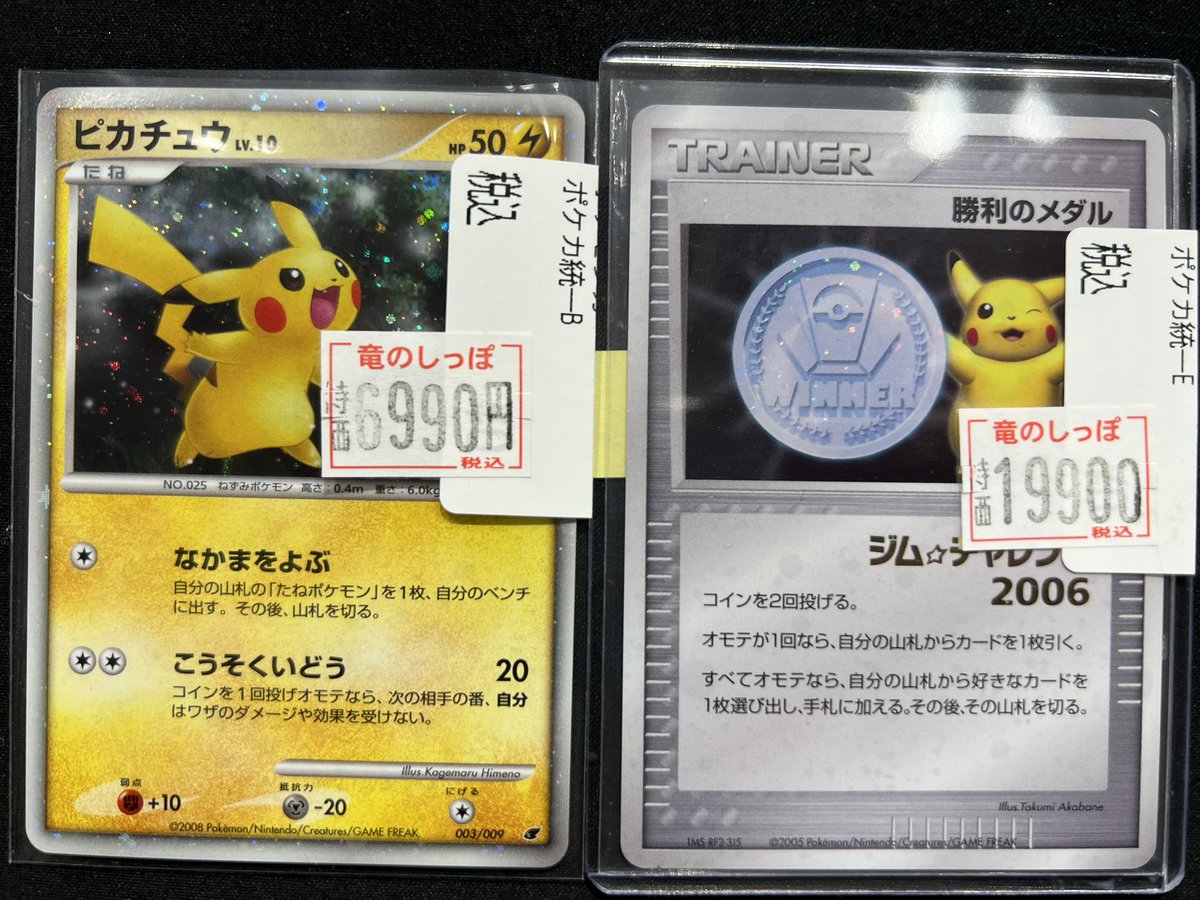 ピカチュウ LV.10
HP 50
たね
税込
ポケカ統一B
竜のしっぽ
特価 6990円
税込
NO.025 ねずみポケモン 高さ:0.4m 重さ:6.0kg
なかまをよぶ
自分の山札の「たねポケモン」を1枚、自分のベンチ
に出す。その後、山札を切る。
こうそくいどう 20
コインを1回投げオモテなら、次の相手の番、自分
はワザのダメージや効果を受けない。
Illus.Kagemaru Himeno
弱点 +10
抵抗力 -20
にげる
©2008 Pokémon/Nintendo/Creatures/GAME FREAK
003/009
TRAINER
勝利のメダル
WINNER
税込
ポケカ統一E
竜のしっぽ
特価 19900
税込
ジム☆チャレン
2006
コインを2回投げる。
オモテが1回なら、自分の山札からカードを1枚引く。
すべてオモテなら、自分の山札から好きなカードを
1枚選び出し、手札に加える。その後、その山札を切る。
Illus.Takumi Akabane
1MS RF2 315 ©2005 Pokémon/Nintendo/Creatures/GAME FREAK